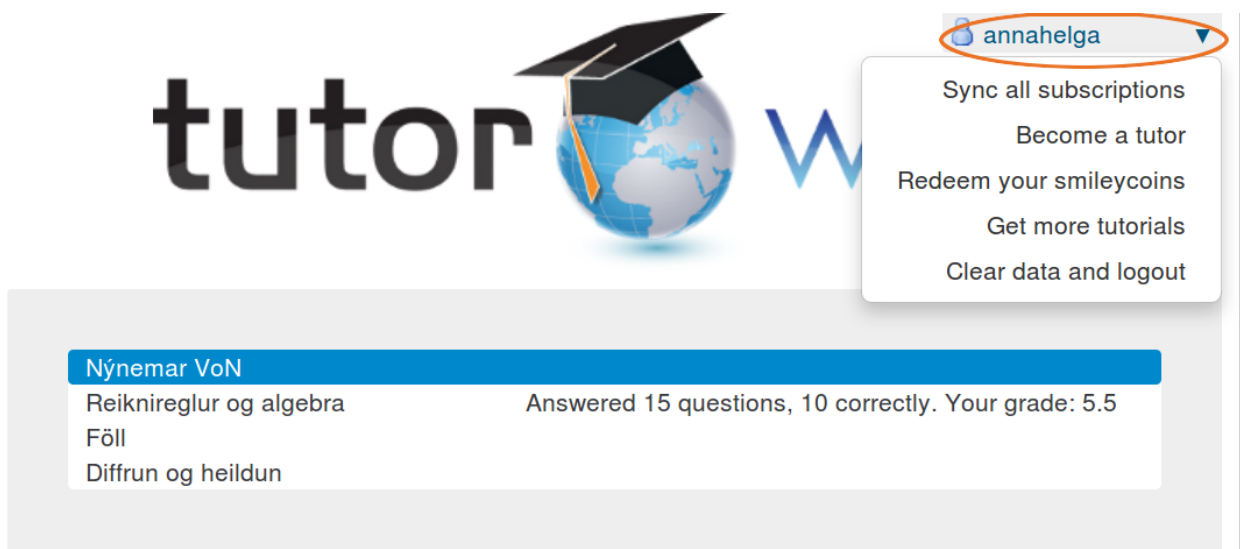 annahelga ▼
tutor w
Sync all subscriptions
Become a tutor
Redeem your smileycoins
Get more tutorials
Clear data and logout
Nýnemar VoN
Reiknireglur og algebra Answered 15 questions, 10 correctly. Your grade: 5.5
Föll
Diffrun og heildun